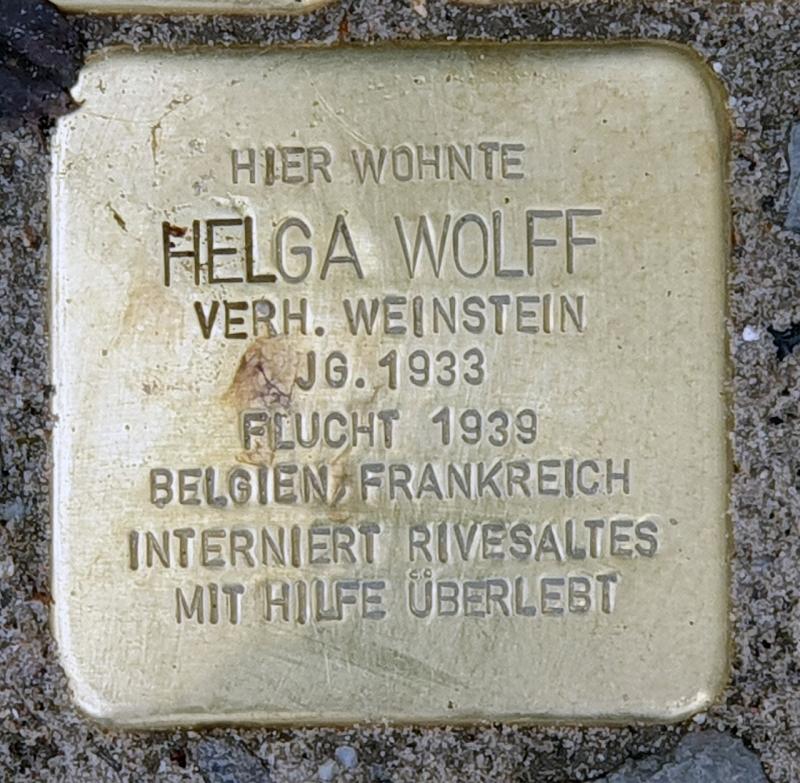 HIER WOHNTE
HELGA WOLFF
VERH. WEINSTEIN
JG. 1933
FLUCHT 1939
BELGIEN, FRANKREICH
INTERNIERT RIVESALTES
MIT HILFE ÜBERLEBT